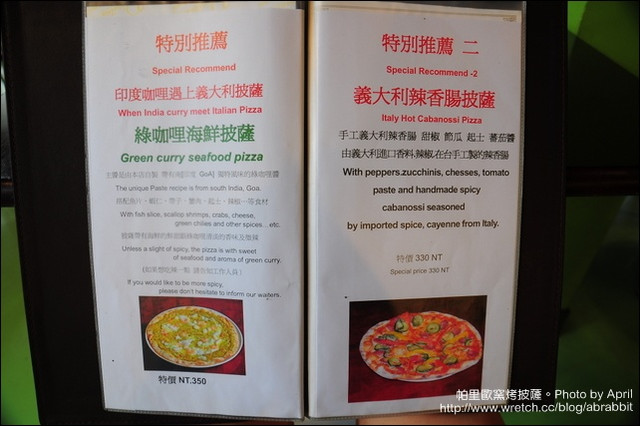 特別推薦
Special Recommend
印度咖哩遇上義大利披薩
When India curry meet Italian Pizza
綠咖哩海鮮披薩
Green curry seafood pizza
GoA
The unique Paste recipe is from south India, Goa.
With fish slice, scallop shrimps, crabs, cheese,
green chilies and other spices... etc.
Unless a slight of spicy, the pizza is with sweet
of seafood and aroma of green curry.
If you would like to be more spicy,
please don't hesitate to inform our waiters.
特價 NT.350
特別推薦 二
Special Recommend -2
義大利辣香腸披薩
Italy Hot Cabanossi Pizza
手工義大利辣香腸 甜椒 節瓜 起士 蕃茄醬
由義大利進口香料.辣椒.在台手工製的辣香腸
With peppers.zucchinis, chesses, tomato
paste and handmade spicy
cabanossi seasoned
by imported spice, cayenne from Italy.
特價 330 NT
Special price 330 NT
帕里歐窯烤披薩。Photo by April
http://www.wretch.cc/blog/abrabbit